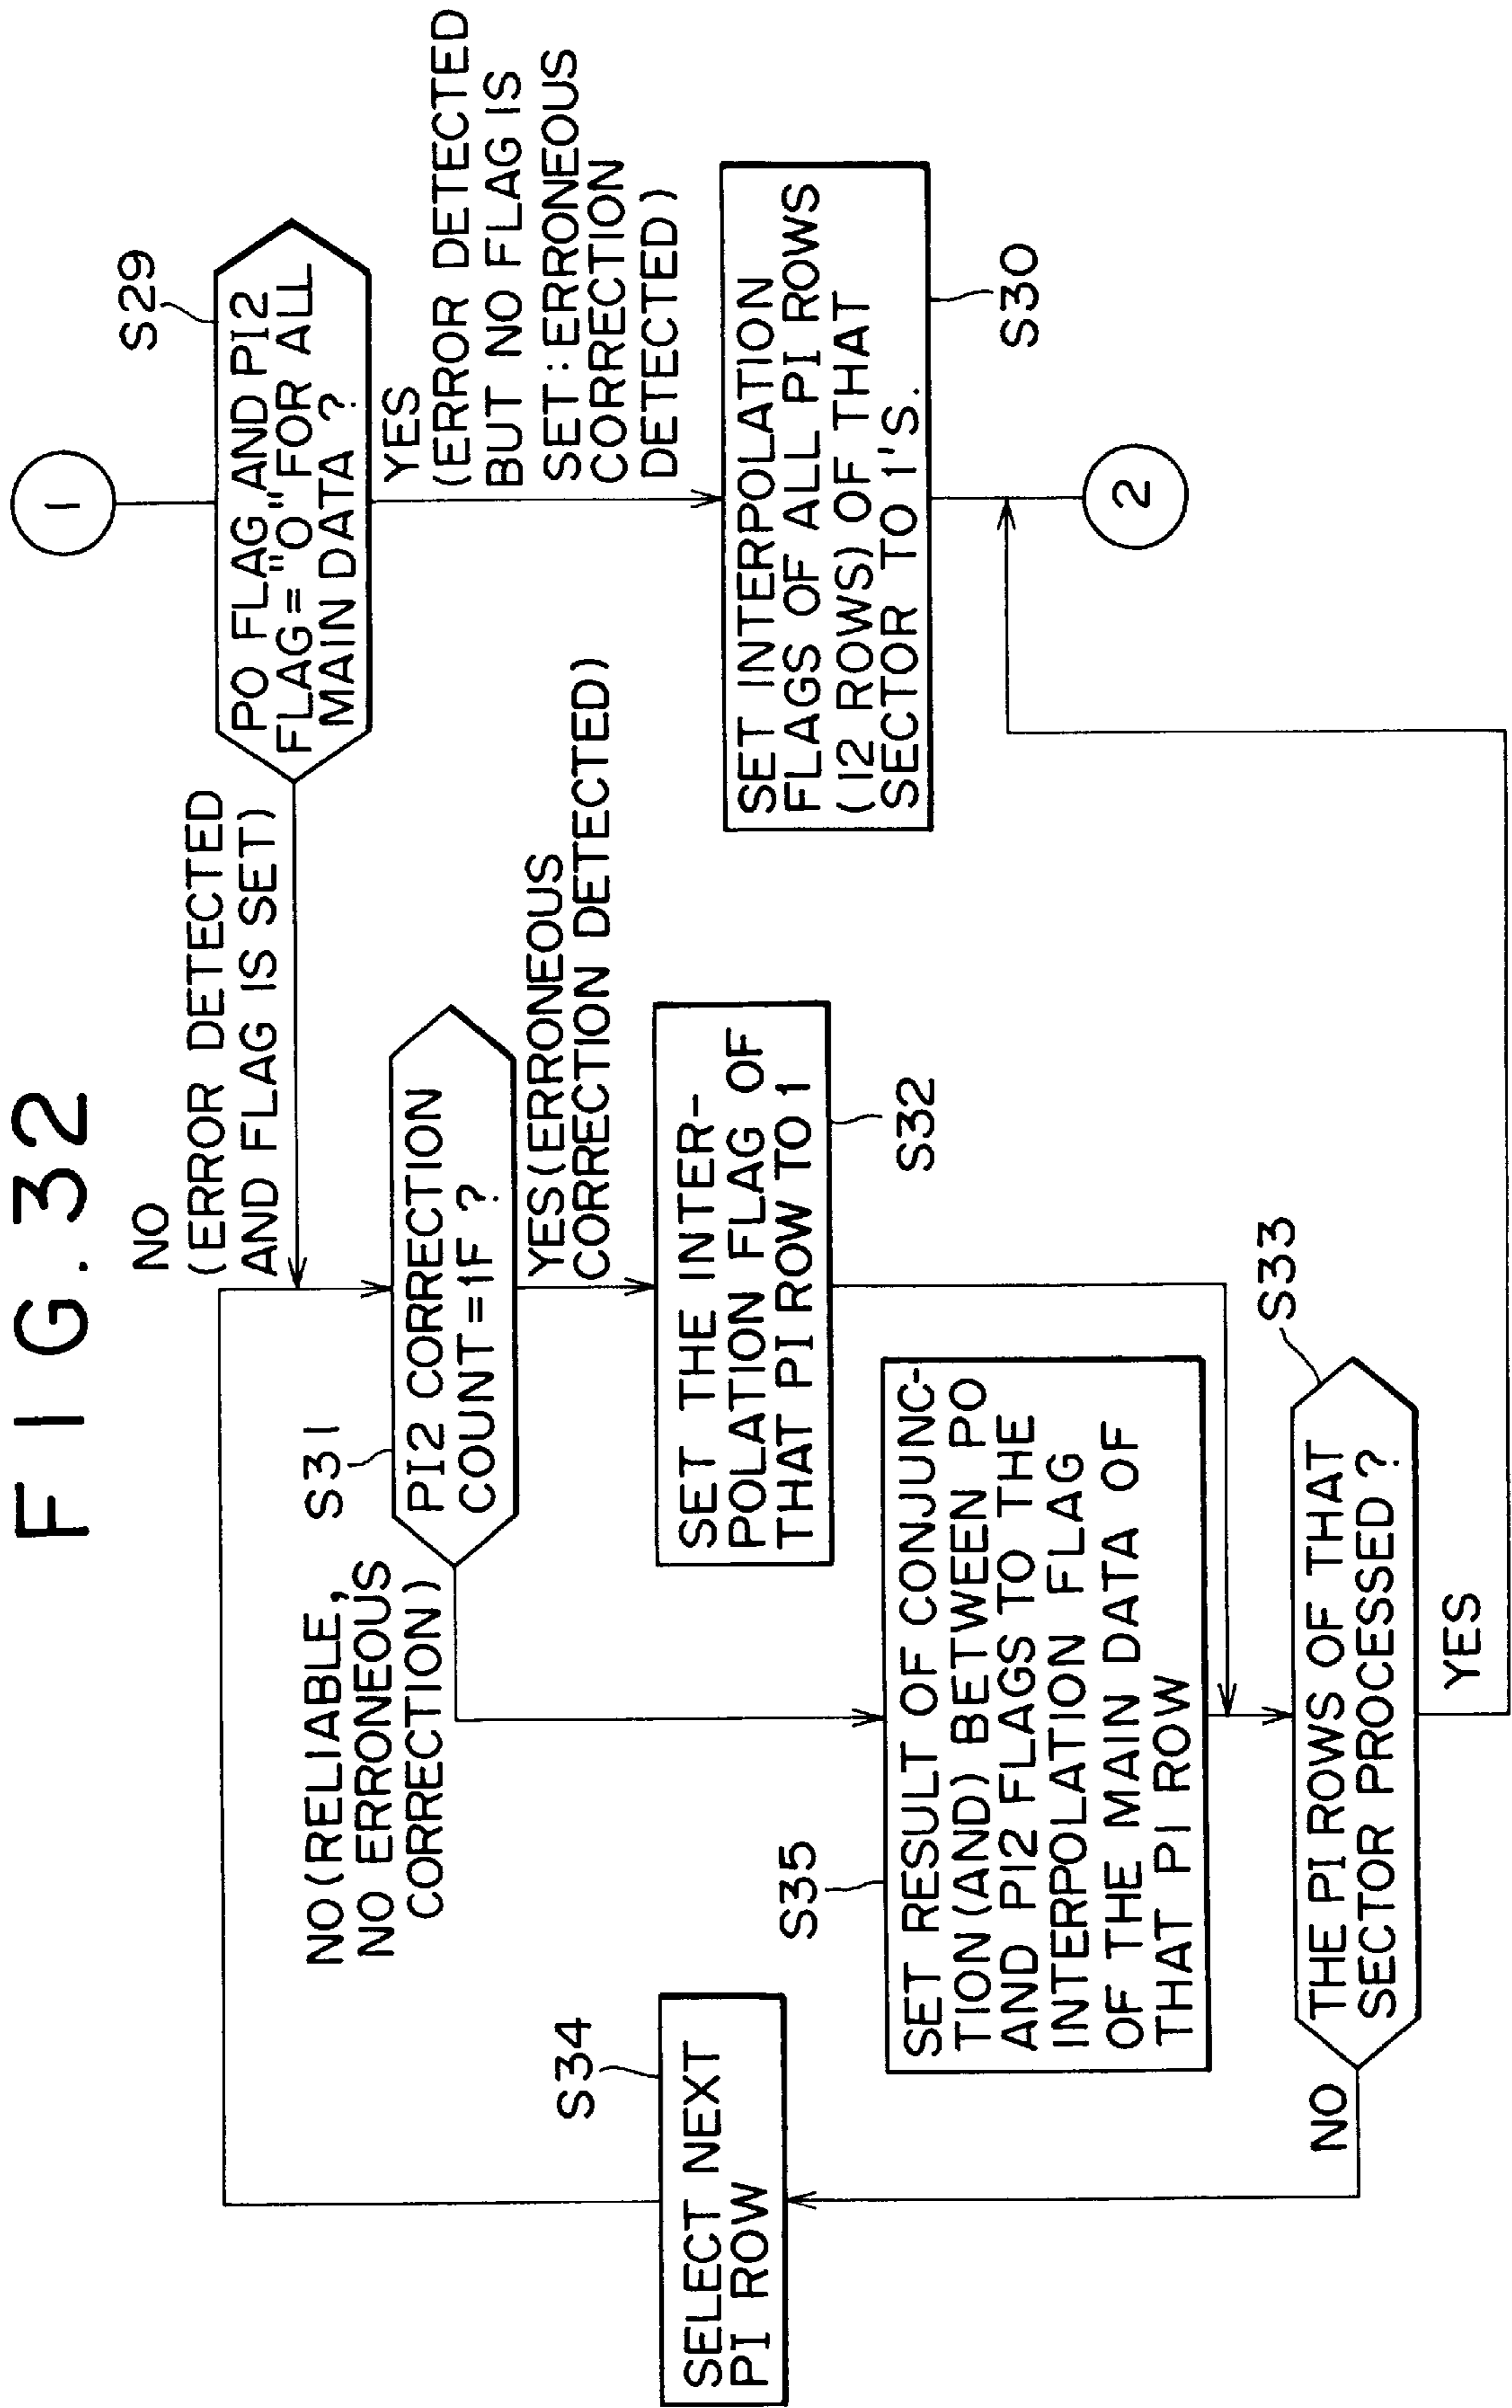 FIG.32
1
S29
PO FLAG AND PI2
FLAG="0" FOR ALL
MAIN DATA ?
NO
(ERROR DETECTED
AND FLAG IS SET)
YES
(ERROR DETECTED
BUT NO FLAG IS
SET:ERRONEOUS
CORRECTION
DETECTED)
SET INTERPOLATION
FLAGS OF ALL PI ROWS
(12 ROWS) OF THAT
SECTOR TO 1'S.
S30
2
S31
PI2 CORRECTION
COUNT=1F ?
YES(ERRONEOUS
CORRECTION DETECTED)
SET THE INTER-
POLATION FLAG OF
THAT PI ROW TO 1
S32
NO(RELIABLE,
NO ERRONEOUS
CORRECTION)
S35
SET RESULT OF CONJUNC-
TION(AND) BETWEEN PO
AND PI2 FLAGS TO THE
INTERPOLATION FLAG
OF THE MAIN DATA OF
THAT PI ROW
S33
THE PI ROWS OF THAT
SECTOR PROCESSED ?
YES
NO
S34
SELECT NEXT
PI ROW